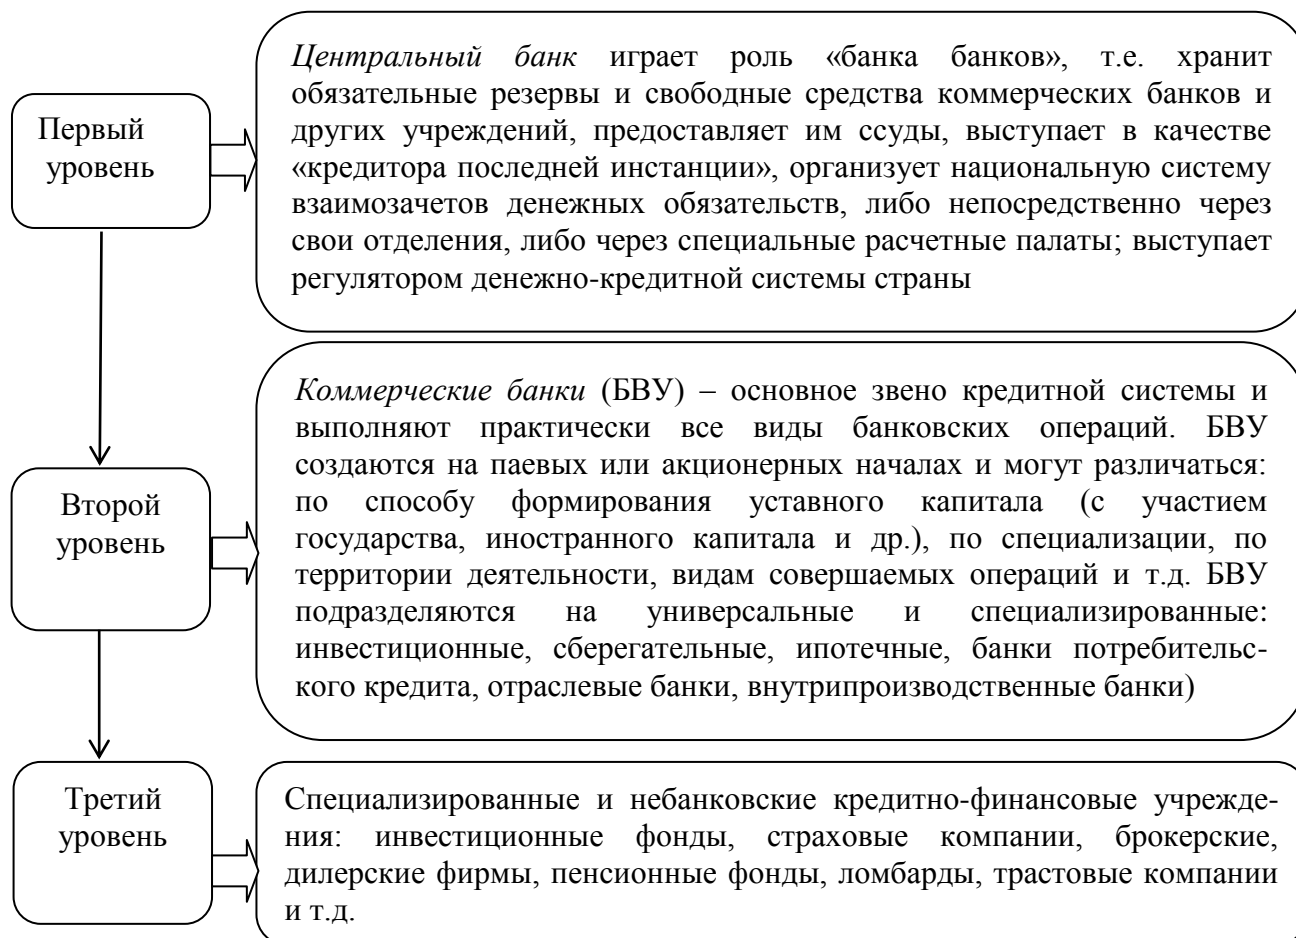 Первый
уровень
Центральный банк играет роль «банка банков», т.е. хранит
обязательные резервы и свободные средства коммерческих банков и
других учреждений, предоставляет им ссуды, выступает в качестве
«кредитора последней инстанции», организует национальную систему
взаимозачетов денежных обязательств, либо непосредственно через
свои отделения, либо через специальные расчетные палаты; выступает
регулятором денежно-кредитной системы страны
Второй
уровень
Коммерческие банки (БВУ) – основное звено кредитной системы и
выполняют практически все виды банковских операций. БВУ
создаются на паевых или акционерных началах и могут различаться:
по способу формирования уставного капитала (с участием
государства, иностранного капитала и др.), по специализации, по
территории деятельности, видам совершаемых операций и т.д. БВУ
подразделяются на универсальные и специализированные:
инвестиционные, сберегательные, ипотечные, банки потребительс-
кого кредита, отраслевые банки, внутрипроизводственные банки)
Третий
уровень
Специализированные и небанковские кредитно-финансовые учрежде-
ния: инвестиционные фонды, страховые компании, брокерские,
дилерские фирмы, пенсионные фонды, ломбарды, трастовые компании
и т.д.